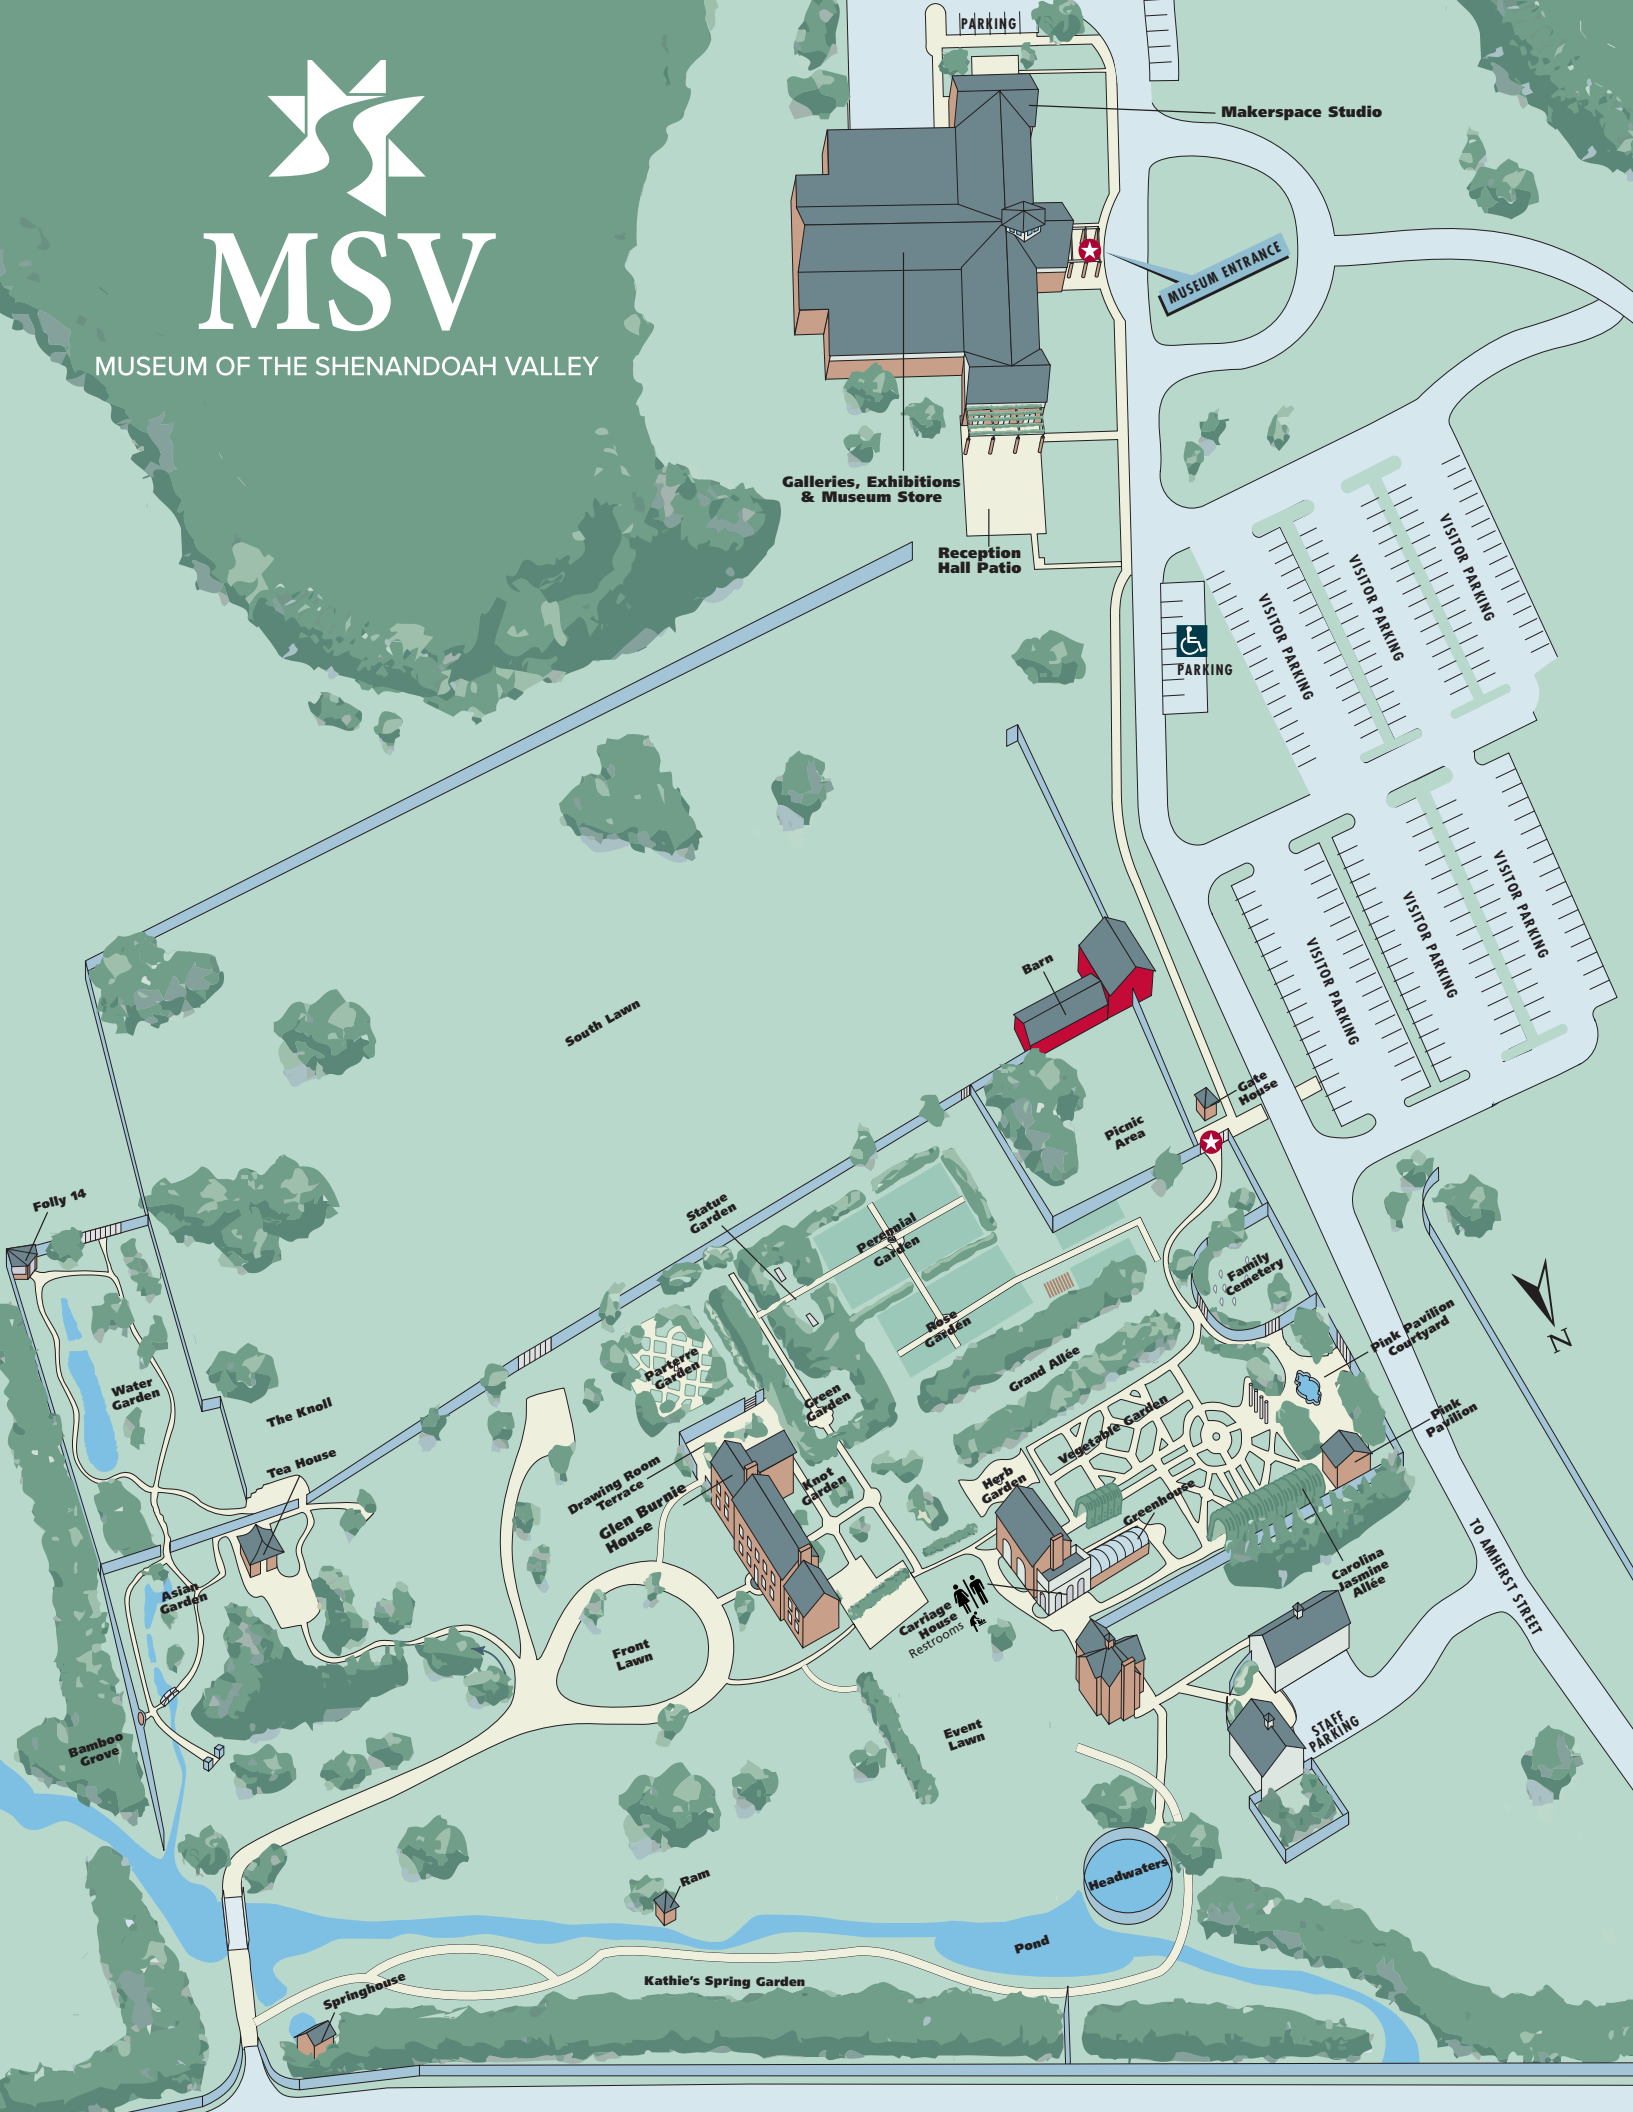 PARKING
Makerspace Studio
MSV
MUSEUM OF THE SHENANDOAH VALLEY
MUSEUM ENTRANCE
Galleries, Exhibitions
& Museum Store
Reception
Hall Patio
VISITOR PARKING
VISITOR PARKING
VISITOR PARKING
PARKING
VISITOR PARKING
VISITOR PARKING
VISITOR PARKING
Barn
South Lawn
Gate
House
Picnic
Area
Folly 14
Statue
Garden
Perennial
Garden
Family
Cemetery
Rose
Garden
Pink Pavilion
Courtyard
N
Parterre
Garden
Grand Allée
Water
Garden
The Knoll
Green
Garden
Vegetable Garden
Pink
Pavilion
Tea House
Drawing Room
Terrace
Knot
Garden
Herb
Garden
Greenhouse
Glen Burnie
House
TO AMHERST STREET
Carolina
Jasmine
Allée
Asian
Garden
Carriage
House
Restrooms
Front
Lawn
Event
Lawn
STAFF
PARKING
Bamboo
Grove
Headwaters
Ram
Pond
Kathie's Spring Garden
Springhouse